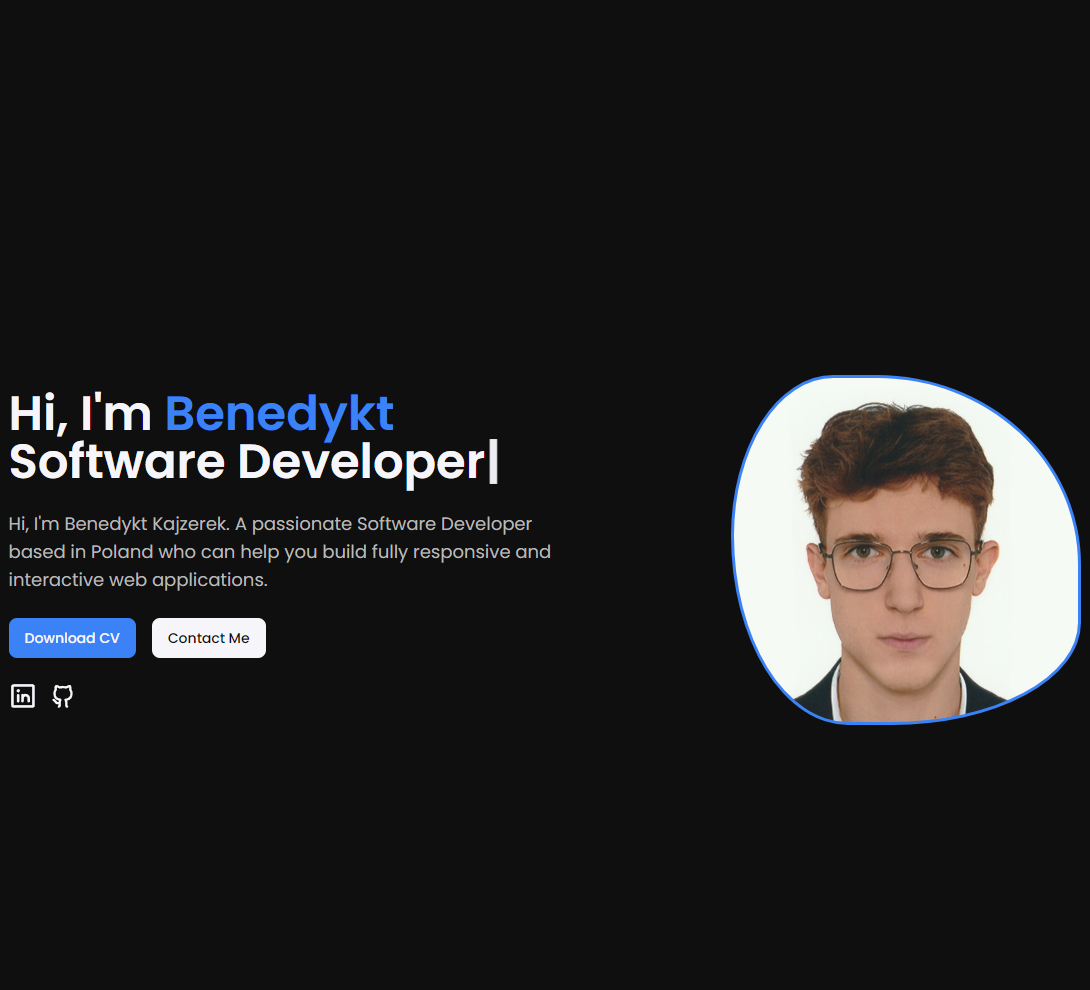 Hi, I'm Benedykt
Software Developer|
Hi, I'm Benedykt Kajzerek. A passionate Software Developer
based in Poland who can help you build fully responsive and
interactive web applications.
Download CV
Contact Me
in